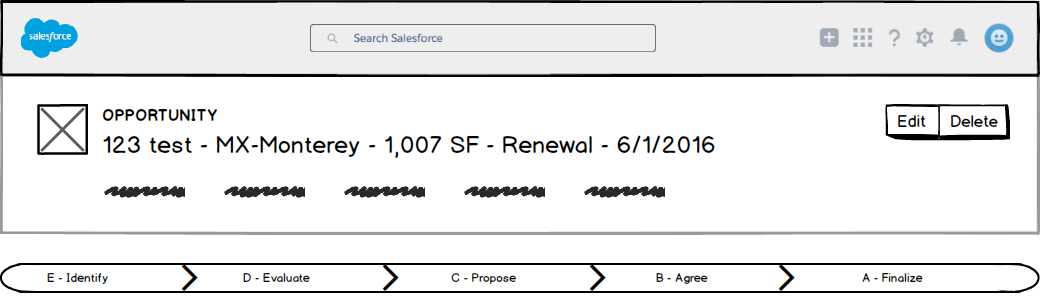 salesforce
Search Salesforce
OPPORTUNITY
123 test - MX-Monterey - 1,007 SF - Renewal - 6/1/2016
Edit
Delete
E - Identify
D - Evaluate
C - Propose
B - Agree
A - Finalize